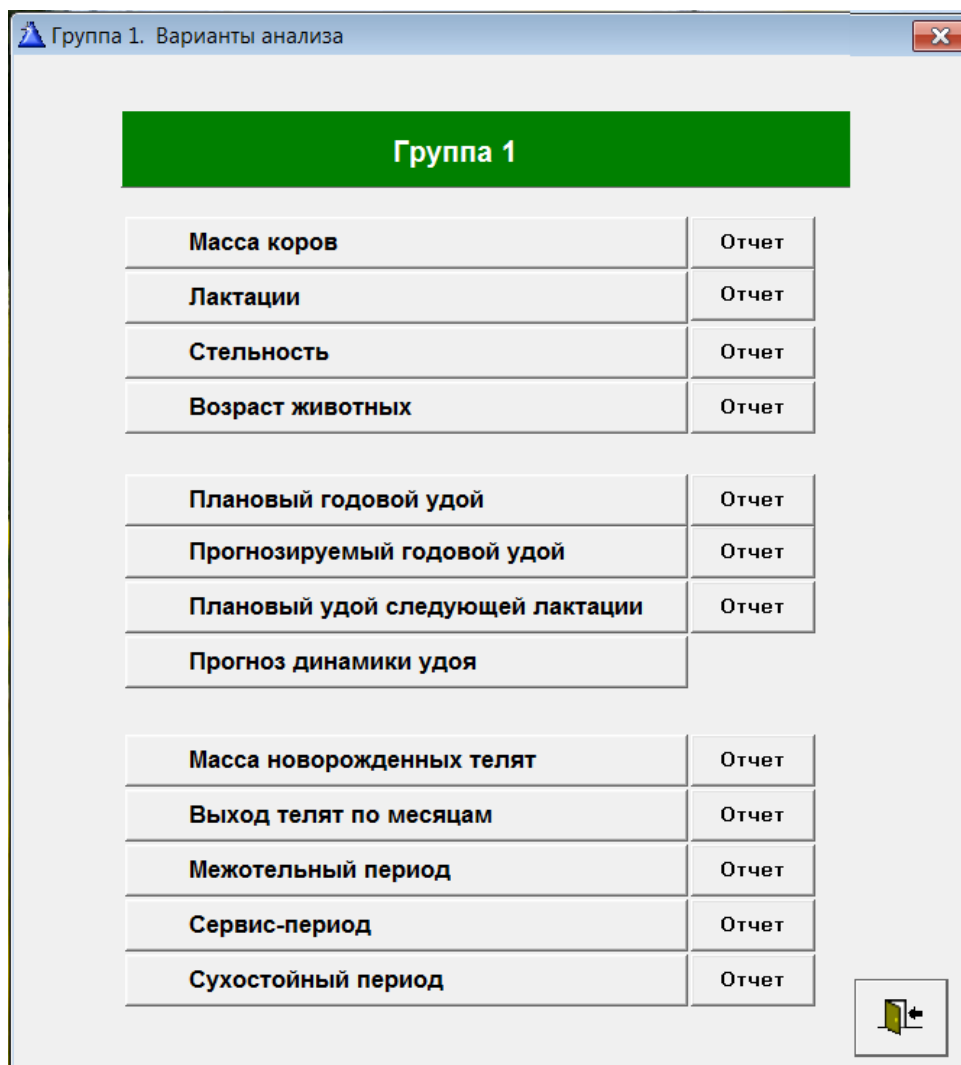 Группа 1. Варианты анализа
Группа 1
Масса коров Отчет
Лактации Отчет
Стельность Отчет
Возраст животных Отчет
Плановый годовой удой Отчет
Прогнозируемый годовой удой Отчет
Плановый удой следующей лактации Отчет
Прогноз динамики удоя
Масса новорожденных телят Отчет
Выход телят по месяцам Отчет
Межотельный период Отчет
Сервис-период Отчет
Сухостойный период Отчет